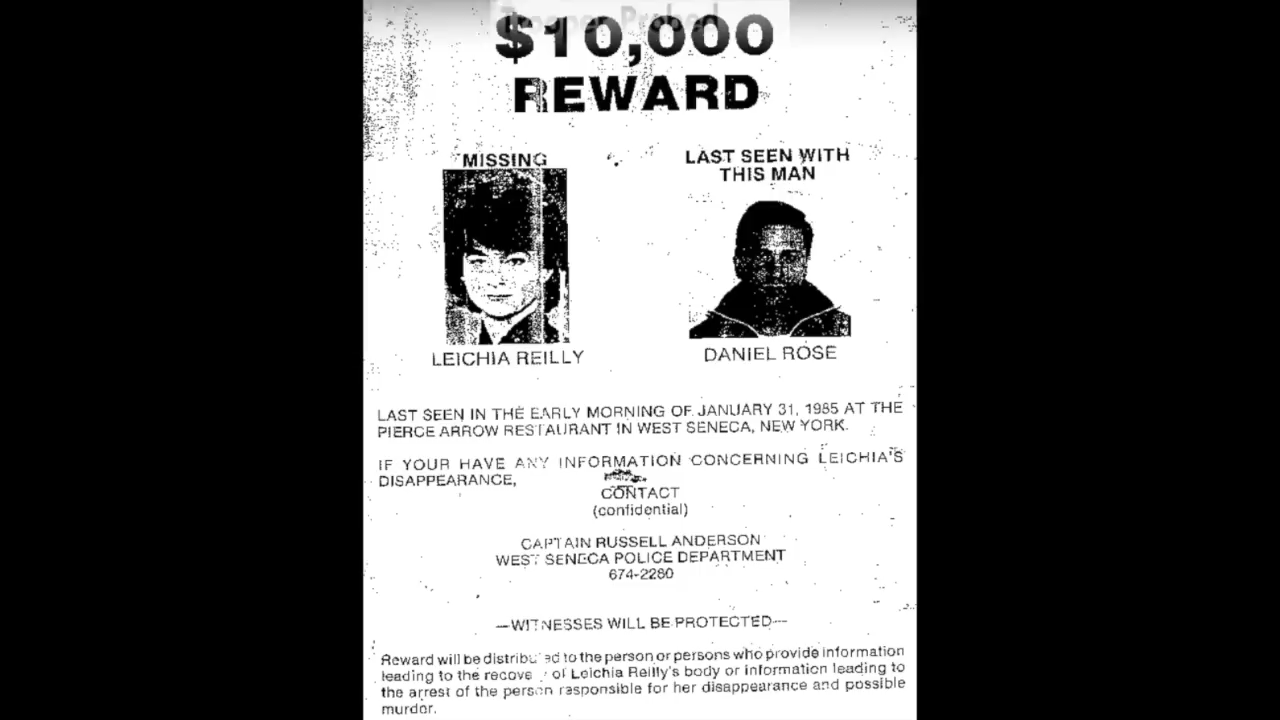 $10,000
REWARD
MISSING
LAST SEEN WITH
THIS MAN
LEICHIA REILLY
DANIEL ROSE
LAST SEEN IN THE EARLY MORNING OF JANUARY 31, 1985 AT THE
PIERCE ARROW RESTAURANT IN WEST SENECA, NEW YORK.
IF YOUR HAVE ANY INFORMATION CONCERNING LEICHIA'S
DISAPPEARANCE,
CONTACT
(confidential)
CAPTAIN RUSSELL ANDERSON
WEST SENECA POLICE DEPARTMENT
674-2280
—WITNESSES WILL BE PROTECTED—
Reward will be distributed to the person or persons who provide information
leading to the recovery of Leichia Reilly's body or information leading to
the arrest of the person responsible for her disappearance and possible
murdor.